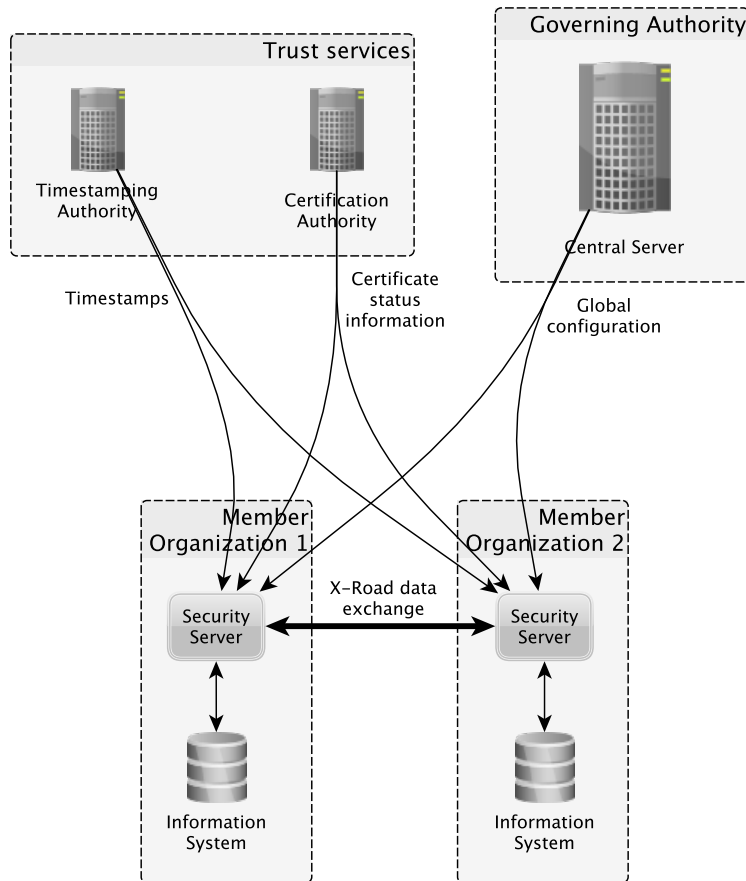 Trust services
Governing Authority
Timestamping
Authority
Certification
Authority
Central Server
Timestamps
Certificate
status
information
Global
configuration
Member
Organization 1
Member
Organization 2
X-Road data
exchange
Security
Server
Security
Server
Information
System
Information
System